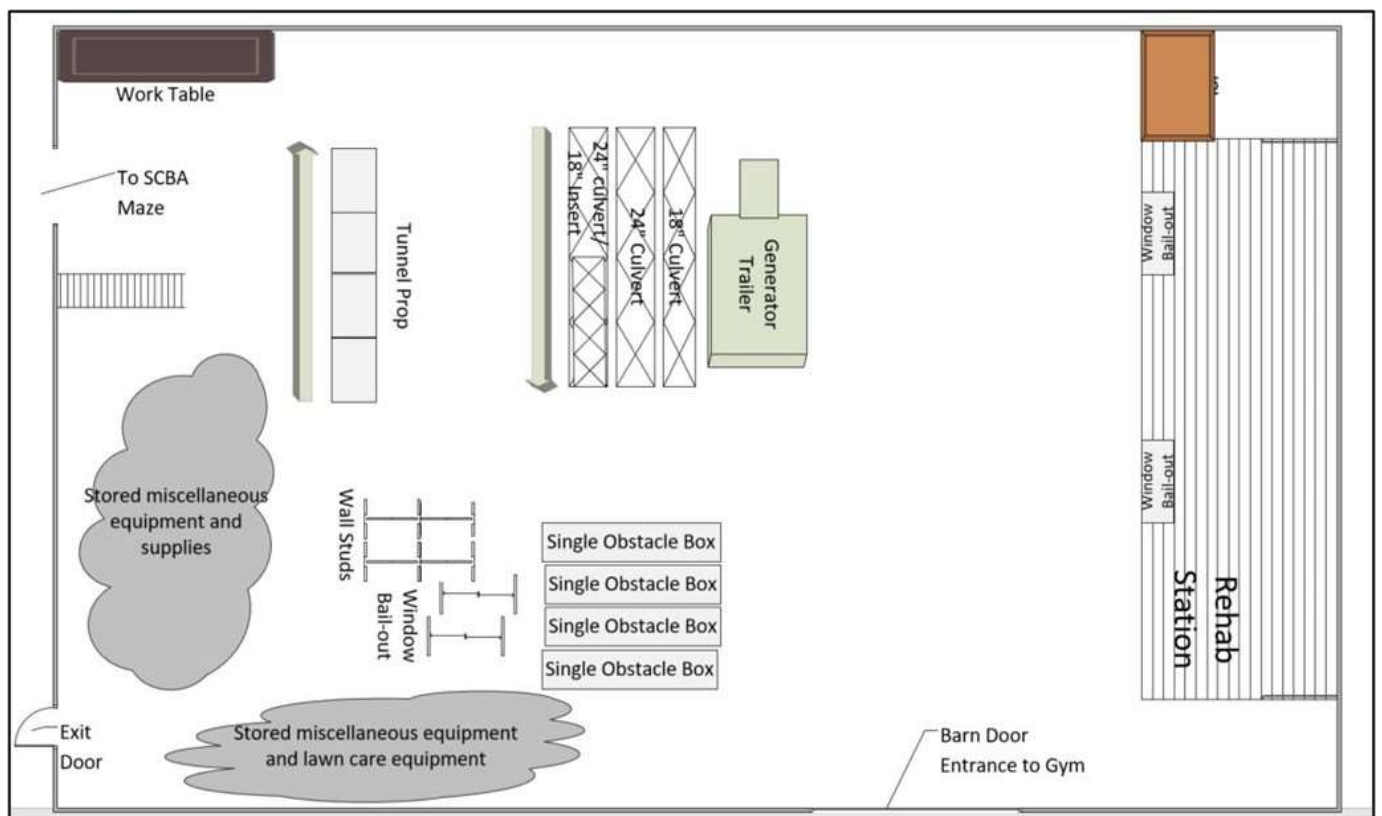 Work Table
To SCBA
Maze
Tunnel Prop
24" culvert/
18" Insert
24" Culvert
18" Culvert
Generator
Trailer
Window
Bail-out
Window
Bail-out
Stored miscellaneous
equipment and
supplies
Wall Studs
Window
Bail-out
Single Obstacle Box
Single Obstacle Box
Single Obstacle Box
Single Obstacle Box
Rehab
Station
Exit
Door
Stored miscellaneous equipment
and lawn care equipment
Barn Door
Entrance to Gym